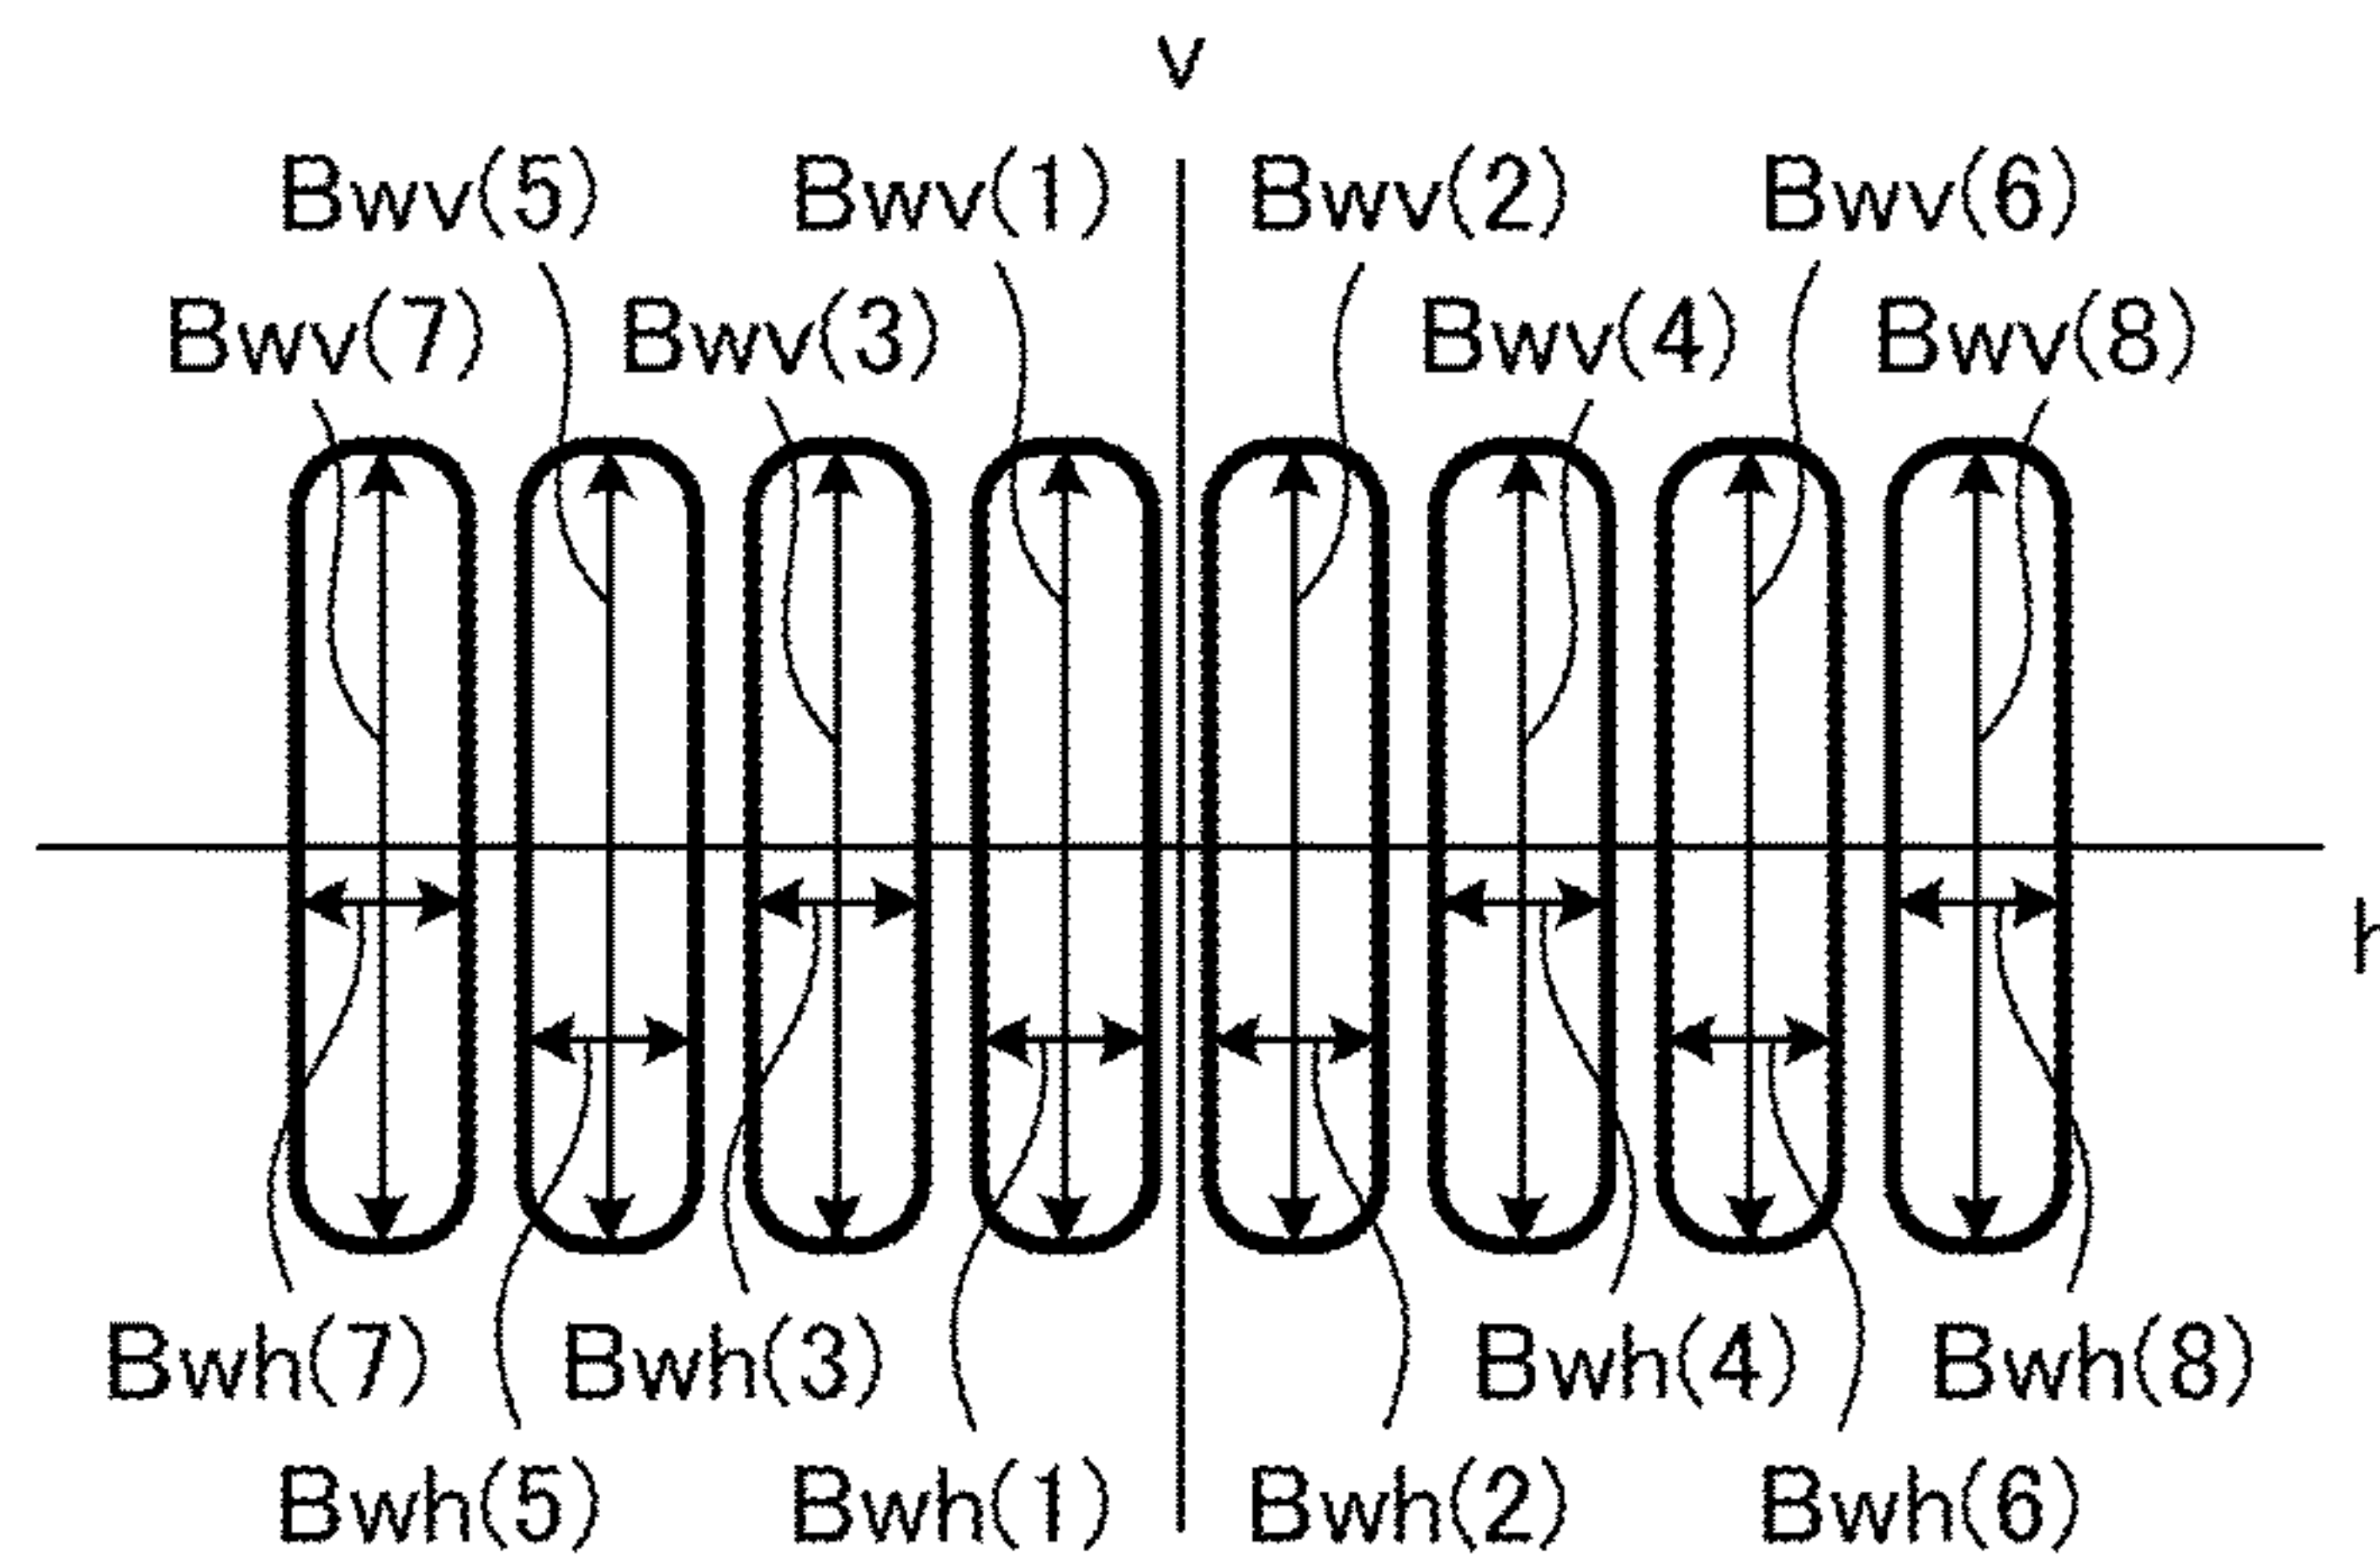 v
Bwv(5) Bwv(1) Bwv(2) Bwv(6)
Bwv(7) Bwv(3) Bwv(4) Bwv(8)
h
Bwh(7) Bwh(3) Bwh(4) Bwh(8)
Bwh(5) Bwh(1) Bwh(2) Bwh(6)